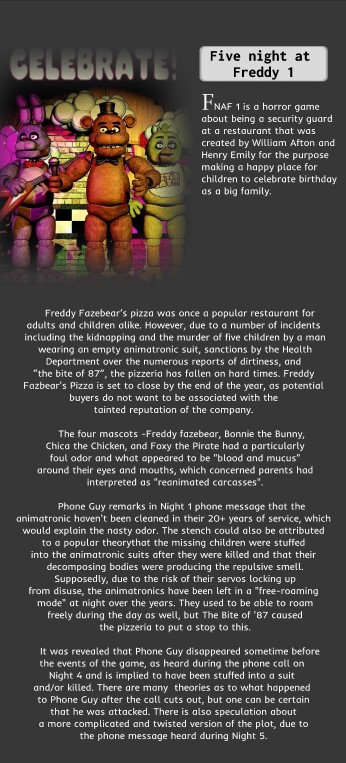 CELEBRATE!
Five night at
Freddy 1
FNAF 1 is a horror game
about being a security guard
at a restaurant that was
created by William Afton and
Henry Emily for the purpose
making a happy place for
children to celebrate birthday
as a big family.
Freddy Fazebear's pizza was once a popular restaurant for
adults and children alike. However, due to a number of incidents
including the kidnapping and the murder of five children by a man
wearing an empty animatronic suit, sanctions by the Health
Department over the numerous reports of dirtiness, and
"the bite of 87", the pizzeria has fallen on hard times. Freddy
Fazbear's Pizza is set to close by the end of the year, as potential
buyers do not want to be associated with the
tainted reputation of the company.
The four mascots -Freddy fazebear, Bonnie the Bunny,
Chica the Chicken, and Foxy the Pirate had a particularly
foul odor and what appeared to be "blood and mucus"
around their eyes and mouths, which concerned parents had
interpreted as "reanimated carcasses".
Phone Guy remarks in Night 1 phone message that the
animatronic haven't been cleaned in their 20+ years of service, which
would explain the nasty odor. The stench could also be attributed
to a popular theorythat the missing children were stuffed
into the animatronic suits after they were killed and that their
decomposing bodies were producing the repulsive smell.
Supposedly, due to the risk of their servos locking up
from disuse, the animatronics have been left in a "free-roaming
mode" at night over the years. They used to be able to roam
freely during the day as well, but The Bite of '87 caused
the pizzeria to put a stop to this.
It was revealed that Phone Guy disappeared sometime before
the events of the game, as heard during the phone call on
Night 4 and is implied to have been stuffed into a suit
and/or killed. There are many theories as to what happened
to Phone Guy after the call cuts out, but one can be certain
that he was attacked. There is also speculation about
a more complicated and twisted version of the plot, due to
the phone message heard during Night 5.